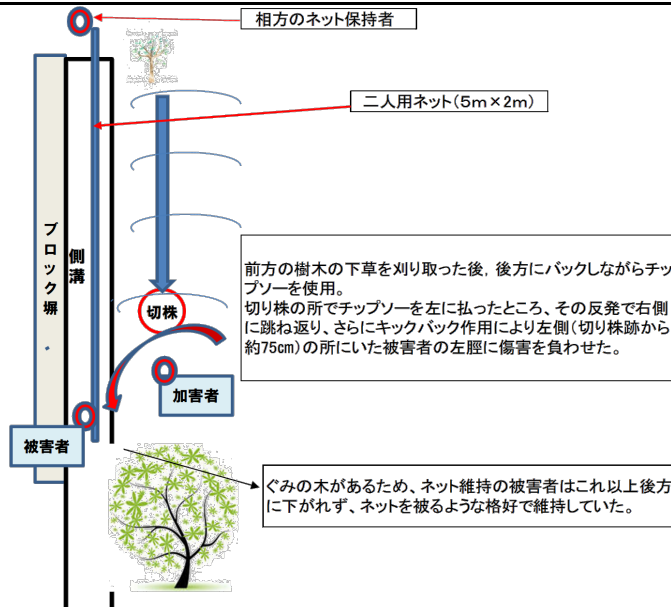 相方のネット保持者
二人用ネット(5m×2m)
ブロック塀
側溝
前方の樹木の下草を刈り取った後, 後方にバックしながらチッ
プソーを使用。
切り株の所でチップソーを左に払ったところ、その反発で右側
に跳ね返り、さらにキックバック作用により左側(切り株跡から
約75cm)の所にいた被害者の左脛に傷害を負わせた。
切株
加害者
被害者
ぐみの木があるため、ネット維持の被害者はこれ以上後方
に下がれず、ネットを被るような格好で維持していた。